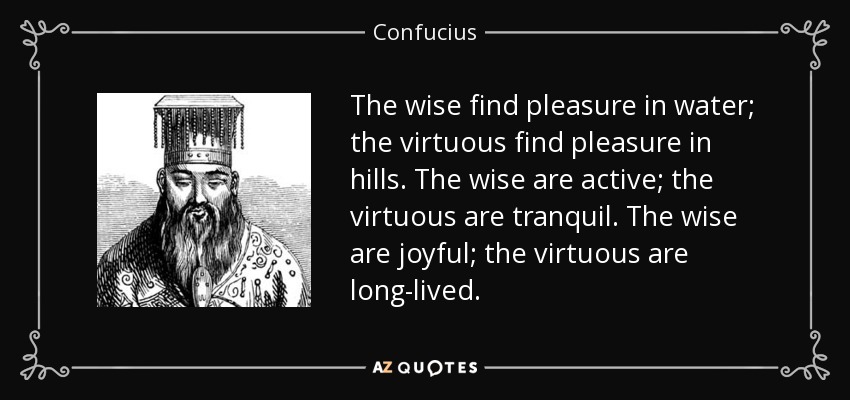 Confucius
The wise find pleasure in water;
the virtuous find pleasure in
hills. The wise are active; the
virtuous are tranquil. The wise
are joyful; the virtuous are
long-lived.
AZ QUOTES